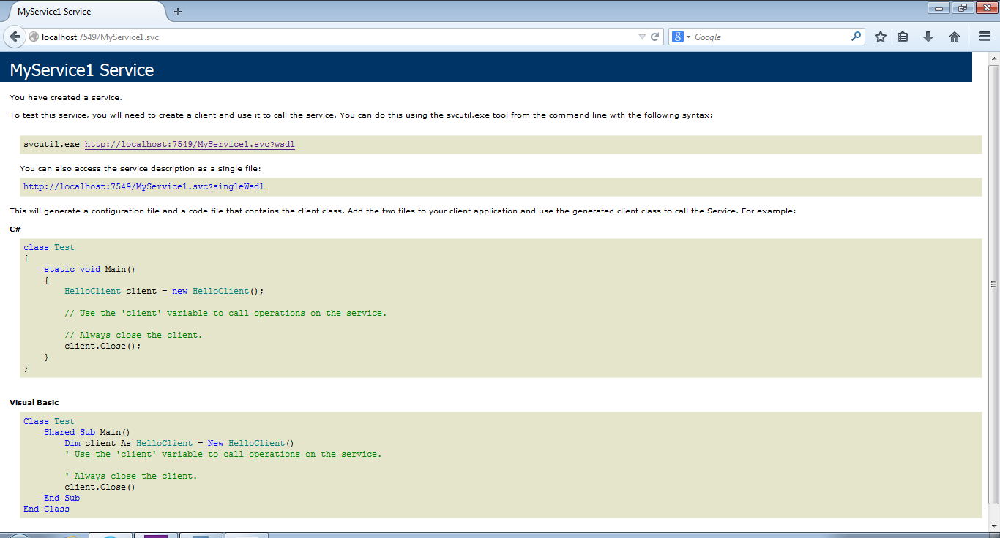 MyService1 Service
localhost:7549/MyService1.svc
Google
MyService1 Service
You have created a service.
To test this service, you will need to create a client and use it to call the service. You can do this using the svcutil.exe tool from the command line with the following syntax:
svcutil.exe http://localhost:7549/MyService1.svc?wsdl
You can also access the service description as a single file:
http://localhost:7549/MyService1.svc?singleWsdl
This will generate a configuration file and a code file that contains the client class. Add the two files to your client application and use the generated client class to call the Service. For example:
C#
class Test
{
    static void Main()
    {
        HelloClient client = new HelloClient();
        // Use the 'client' variable to call operations on the service.
        // Always close the client.
        client.Close();
    }
}
Visual Basic
Class Test
    Shared Sub Main()
        Dim client As HelloClient = New HelloClient()
        ' Use the 'client' variable to call operations on the service.
        ' Always close the client.
        client.Close()
    End Sub
End Class